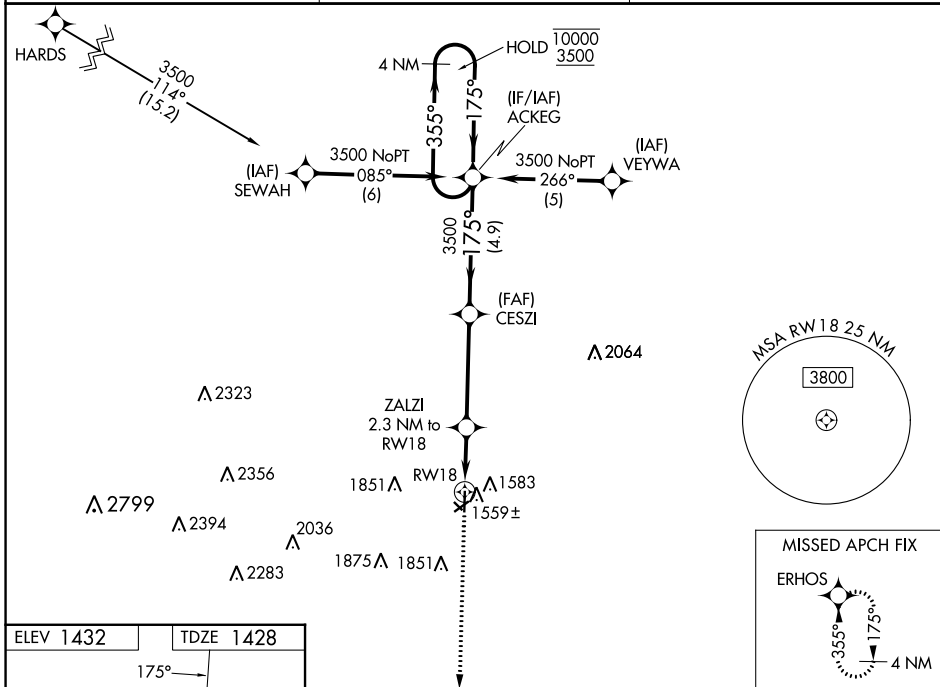 HARDS
3500
114°
(15.2)
4 NM
HOLD
10000
3500
355°
175°
(IF/IAF)
ACKEG
(IAF)
SEWAH
3500 NoPT
085°
(6)
3500 NoPT
266°
(5)
(IAF)
VEYWA
3500
175°
(4.9)
(FAF)
CESZI
2064
MSA RW18 25 NM
3800
2323
ZALZI
2.3 NM to
RW18
2356
1851
RW18
1583
2799
1559±
2394
2036
2283
1875
1851
MISSED APCH FIX
ERHOS
355°
175°
4 NM
ELEV 1432
TDZE 1428
175°